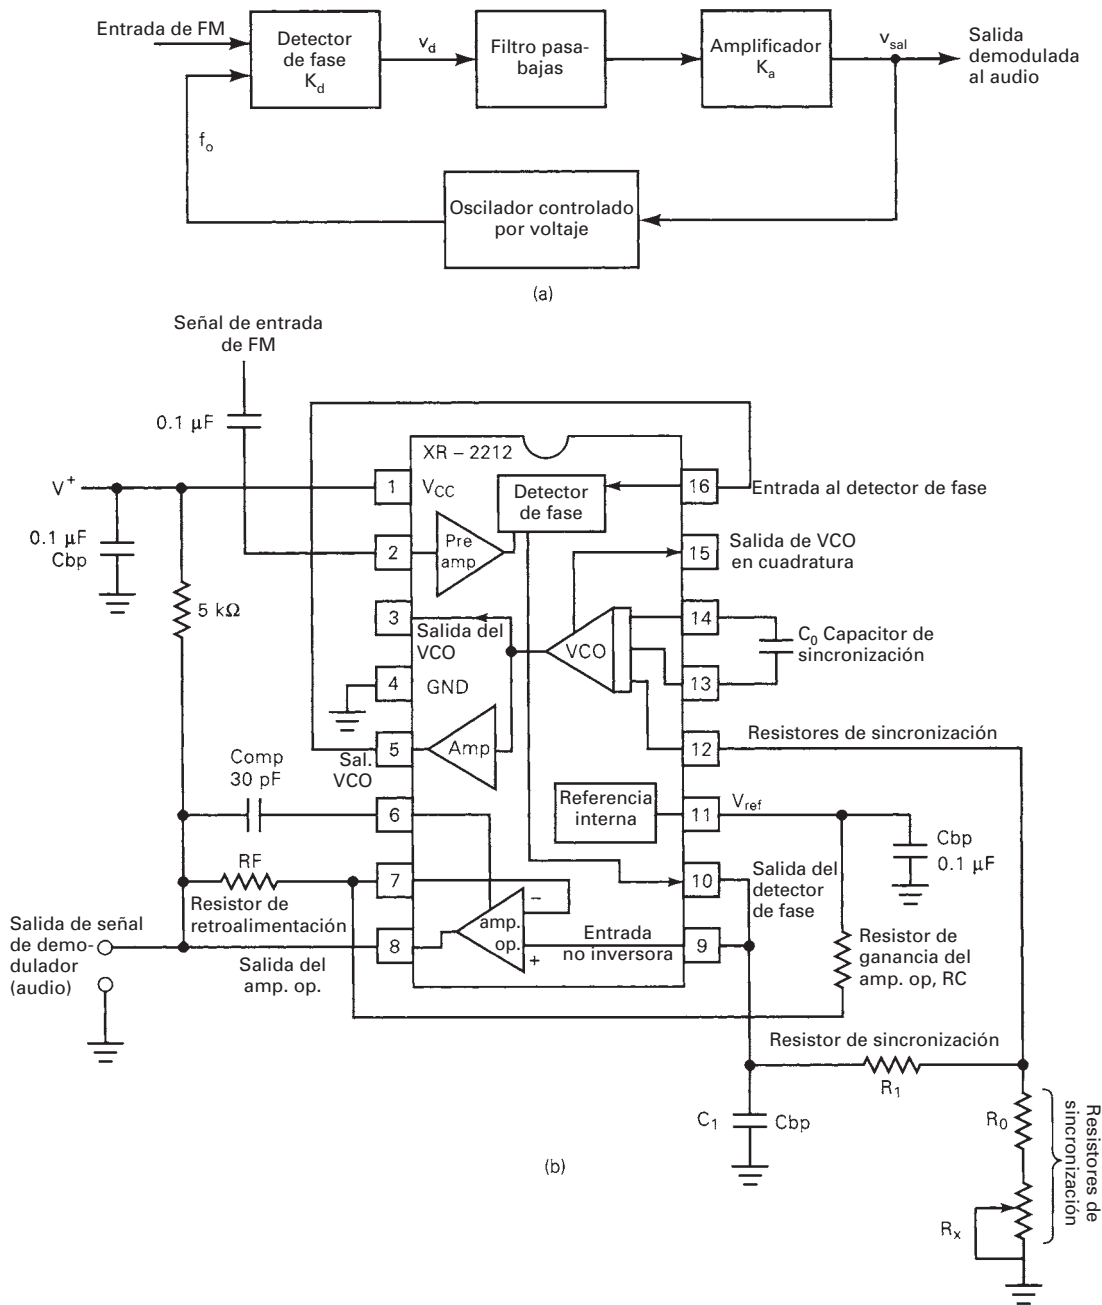 Entrada de FM
Detector
de fase
K_d
v_d
Filtro pasa-
bajas
Amplificador
K_a
v_sal
Salida
demodulada
al audio
f_o
Oscilador controlado
por voltaje
(a)
Señal de entrada
de FM
0.1 μF
XR – 2212
V⁺
1
V_CC
Detector
de fase
16
Entrada al detector de fase
0.1 μF
Cbp
2
Pre
amp
15
Salida de VCO
en cuadratura
5 kΩ
3
Salida del
VCO
VCO
14
C_0 Capacitor de
sincronización
13
4
GND
5
Sal.
VCO
Amp
12
Resistores de sincronización
Comp
30 pF
6
Referencia
interna
11
V_ref
Cbp
0.1 μF
RF
Resistor de
retroalimentación
7
–
10
Salida del
detector
de fase
Salida de señal
de demo-
dulador
(audio)
8
Salida del
amp. op.
amp.
op.
+
Entrada
no inversora
9
Resistor de
ganancia del
amp. op, RC
Resistor de sincronización
R_1
C_1
Cbp
R_0
R_x
Resistores de
sincronización
(b)